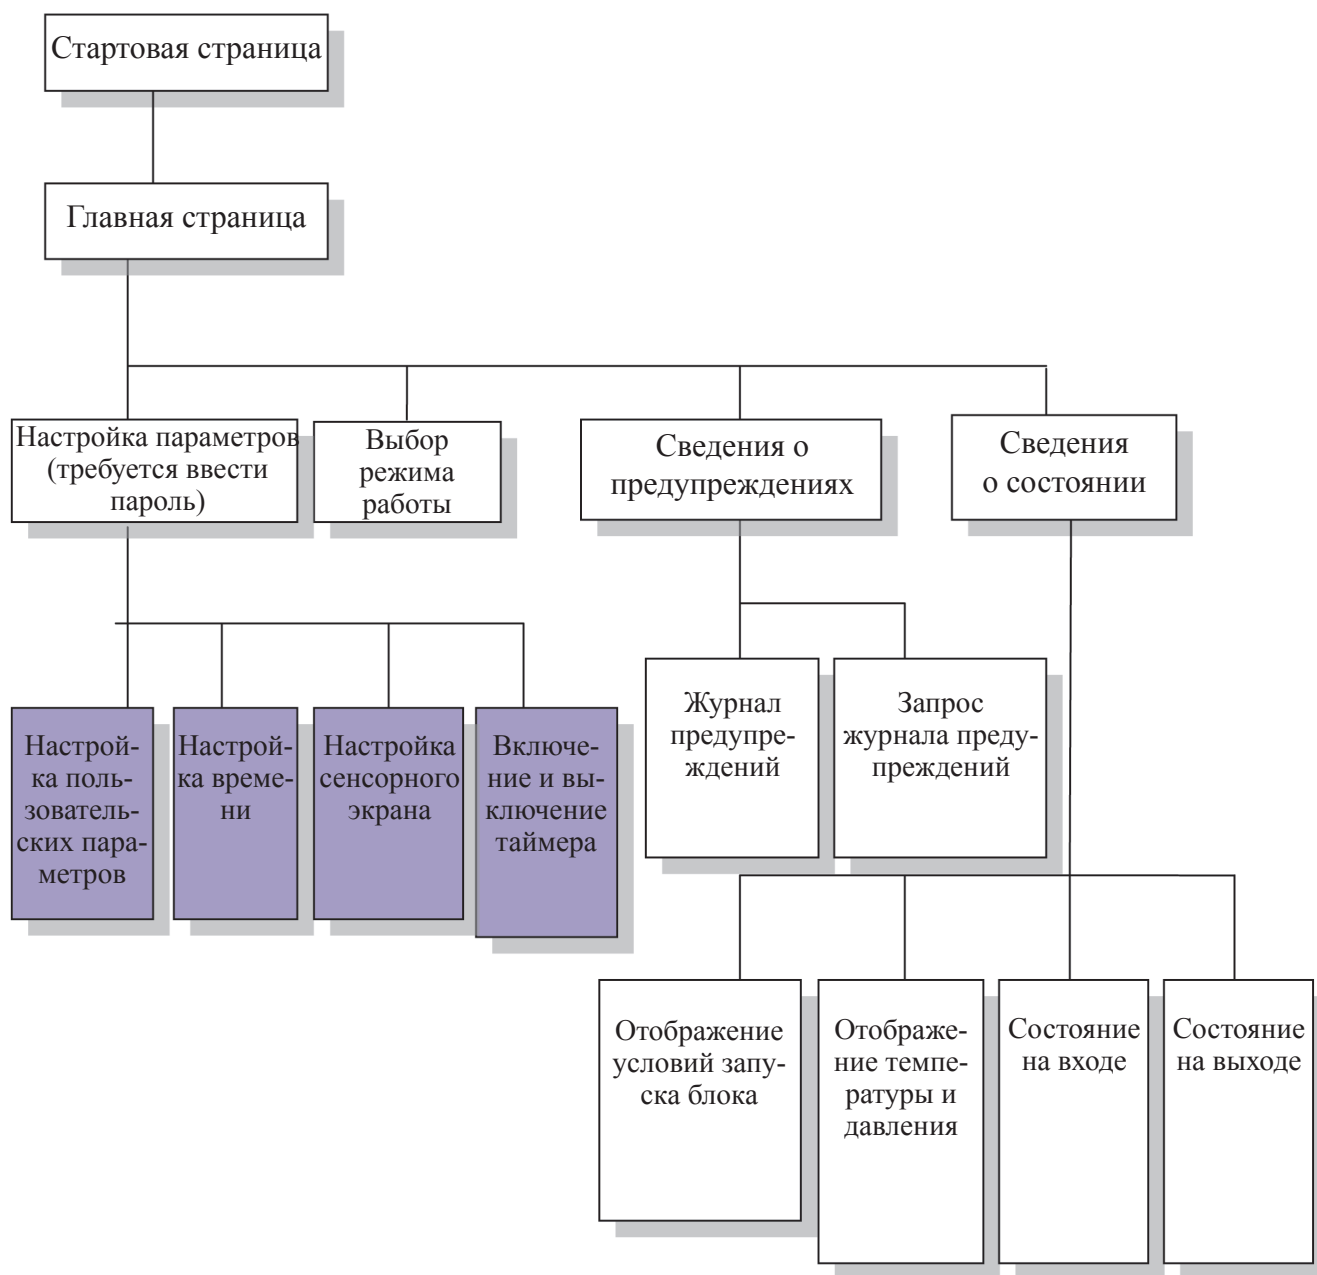 Стартовая страница
Главная страница
Настройка параметров
(требуется ввести
пароль)
Выбор
режима
работы
Сведения о
предупреждениях
Сведения
о состоянии
Настрой-
ка поль-
зователь-
ских пара-
метров
Настрой-
ка време-
ни
Настройка
сенсорного
экрана
Включе-
ние и вы-
ключение
таймера
Журнал
предупре-
ждений
Запрос
журнала преду-
преждений
Отображение
условий запу-
ска блока
Отображе-
ние темпе-
ратуры и
давления
Состояние
на входе
Состояние
на выходе